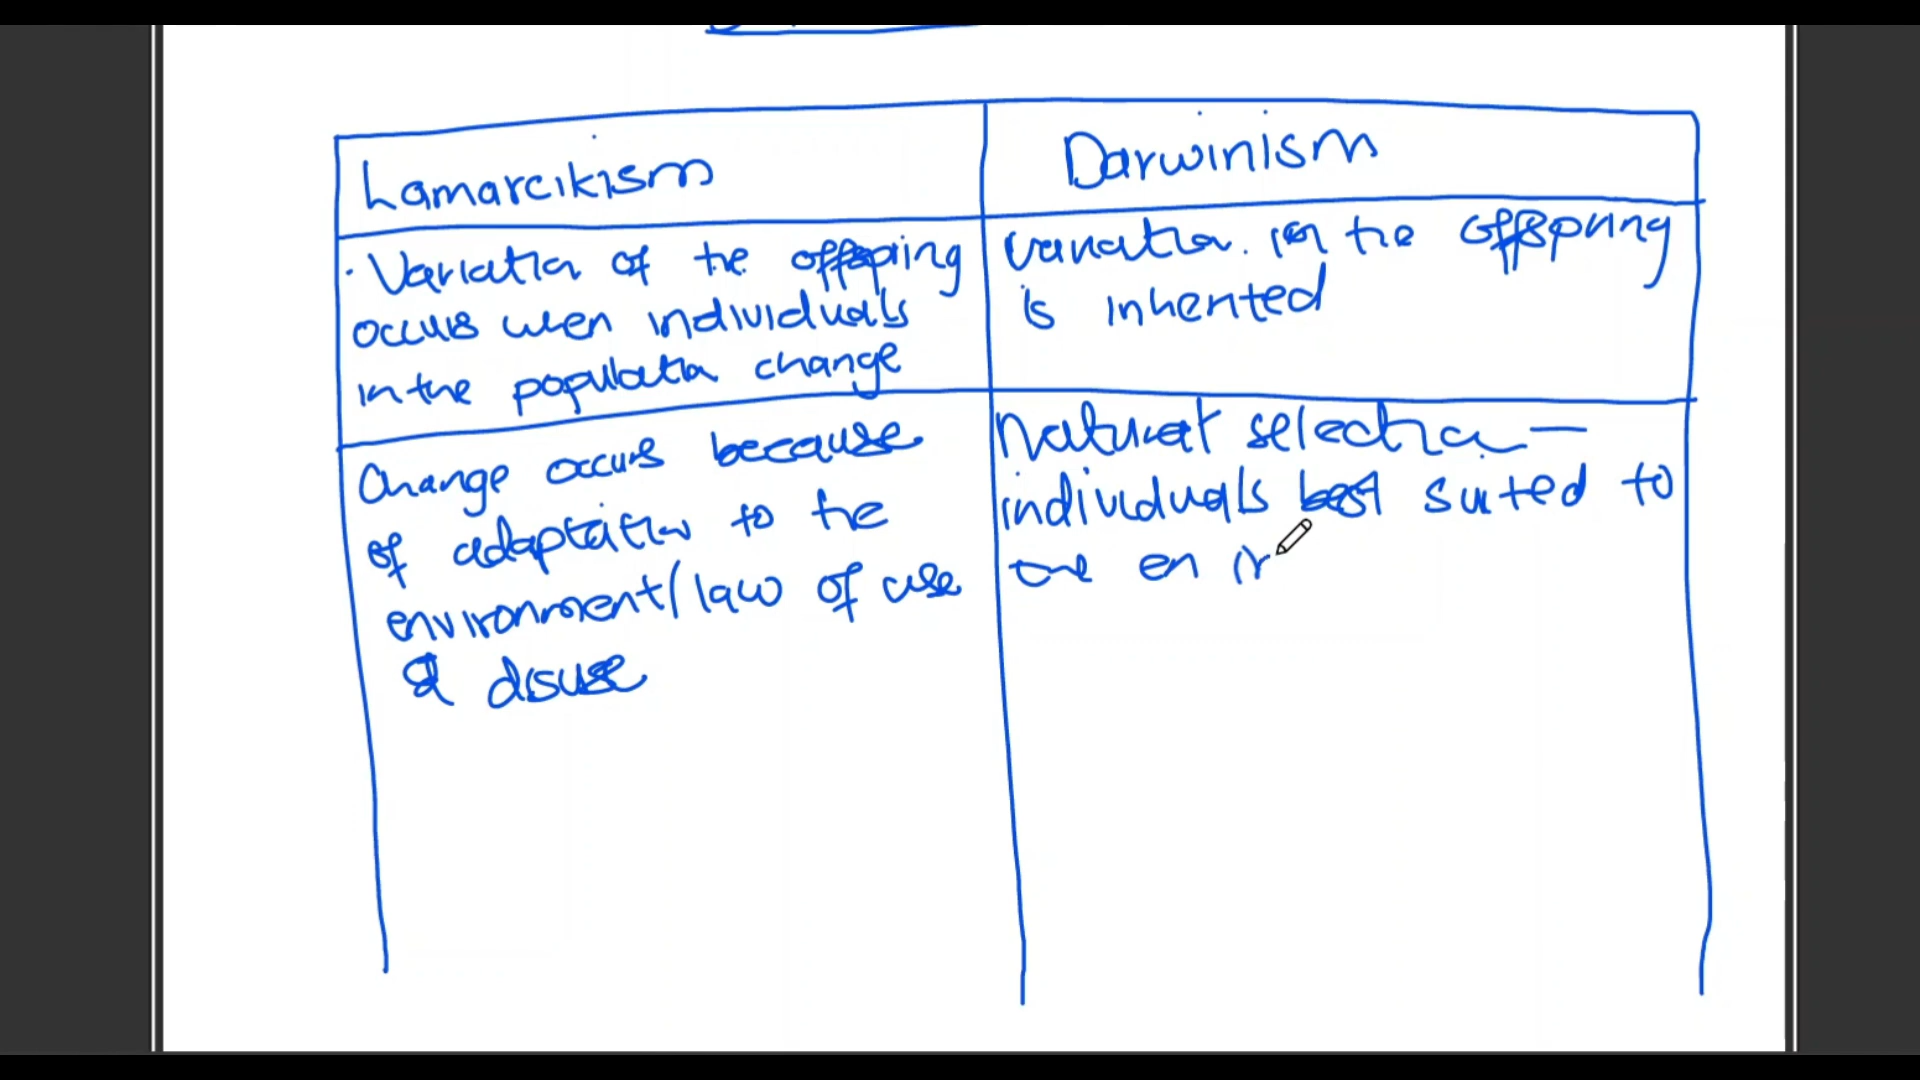 Lamarcikism
Darwinism
· Variation of the offspring
occurs when individuals
in the population change
variation in the offspring
is inherited
Change occurs because
of adaptation to the
environment/law of use
& disuse
Natural selection —
individuals best suited to
the en